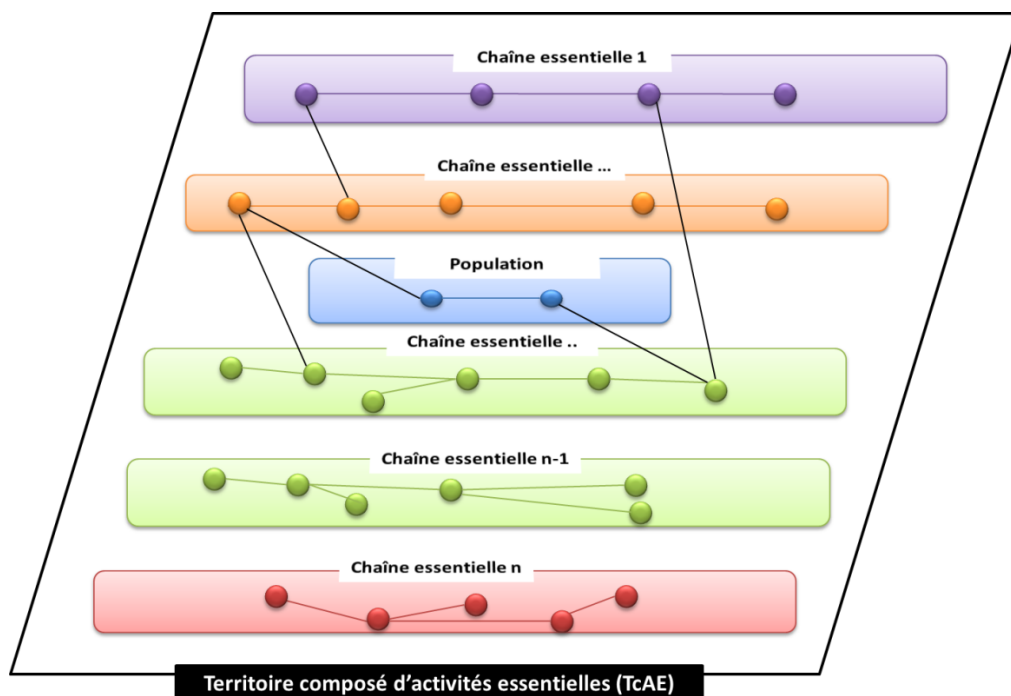 Chaîne essentielle 1
Chaîne essentielle ...
Population
Chaîne essentielle ..
Chaîne essentielle n-1
Chaîne essentielle n
Territoire composé d'activités essentielles (TcAE)